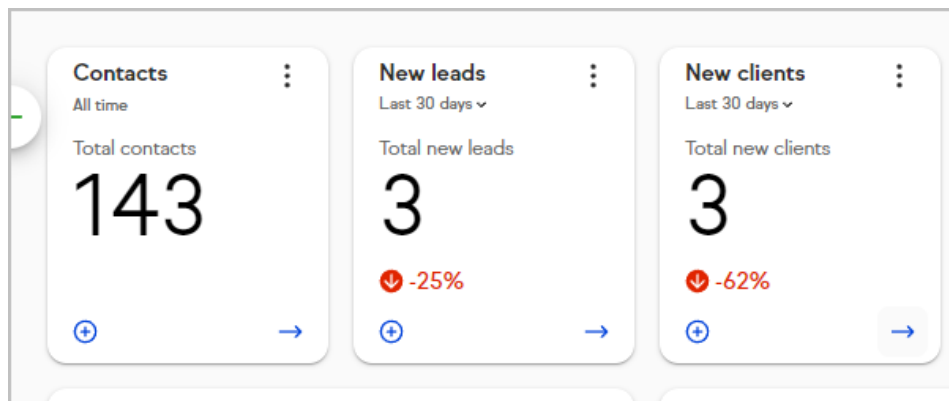 Contacts
All time
Total contacts
143
New leads
Last 30 days
Total new leads
3
-25%
New clients
Last 30 days
Total new clients
3
-62%